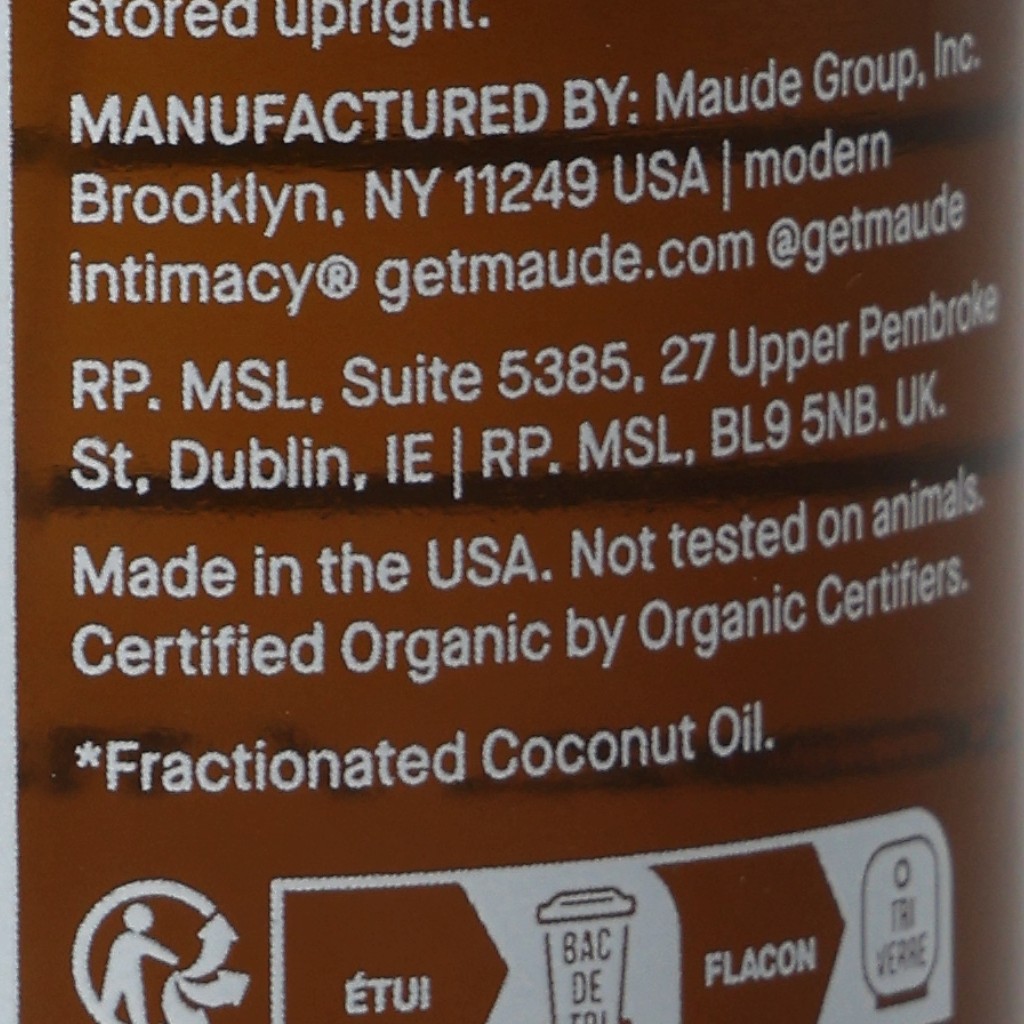 stored upright.
MANUFACTURED BY: Maude Group, Inc.
Brooklyn, NY 11249 USA | modern
intimacy® getmaude.com @getmaude
RP. MSL, Suite 5385, 27 Upper Pembroke
St, Dublin, IE | RP. MSL, BL9 5NB. UK.
Made in the USA. Not tested on animals.
Certified Organic by Organic Certifiers.
*Fractionated Coconut Oil.
ÉTUI
BAC
DE
TRI
FLACON
TRI
VERRE